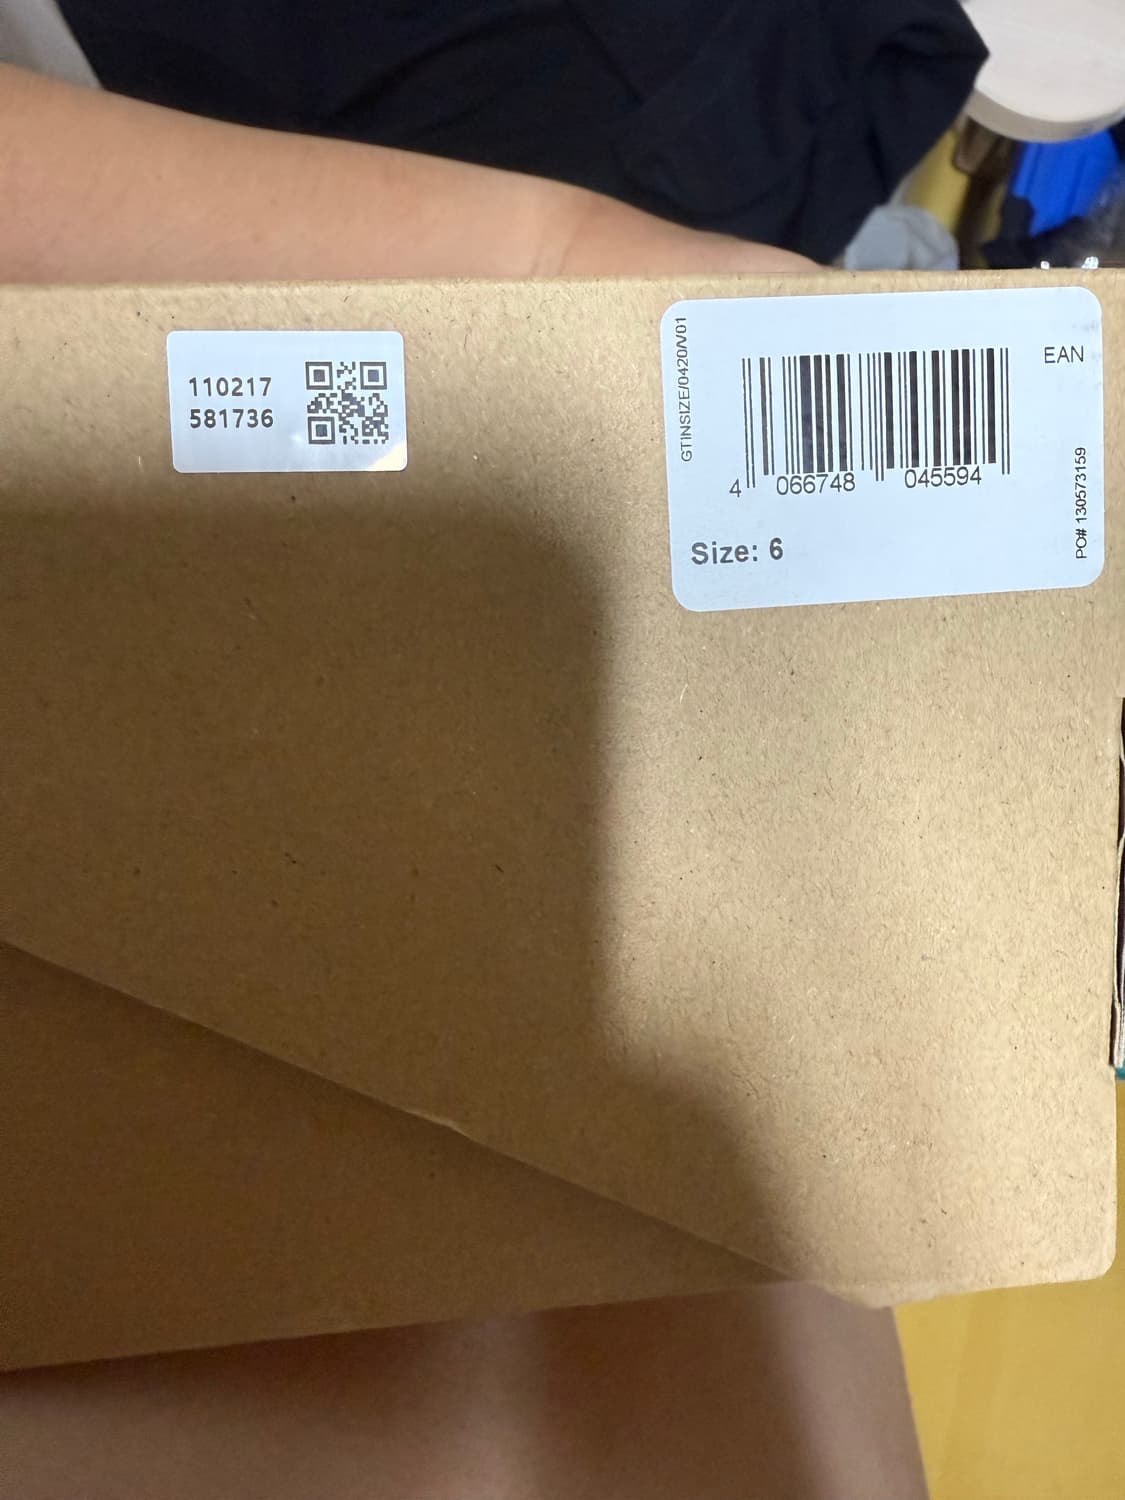 110217
581736
GTINSIZE/0420/V01
EAN
4 066748 045594
PO# 130573159
Size: 6